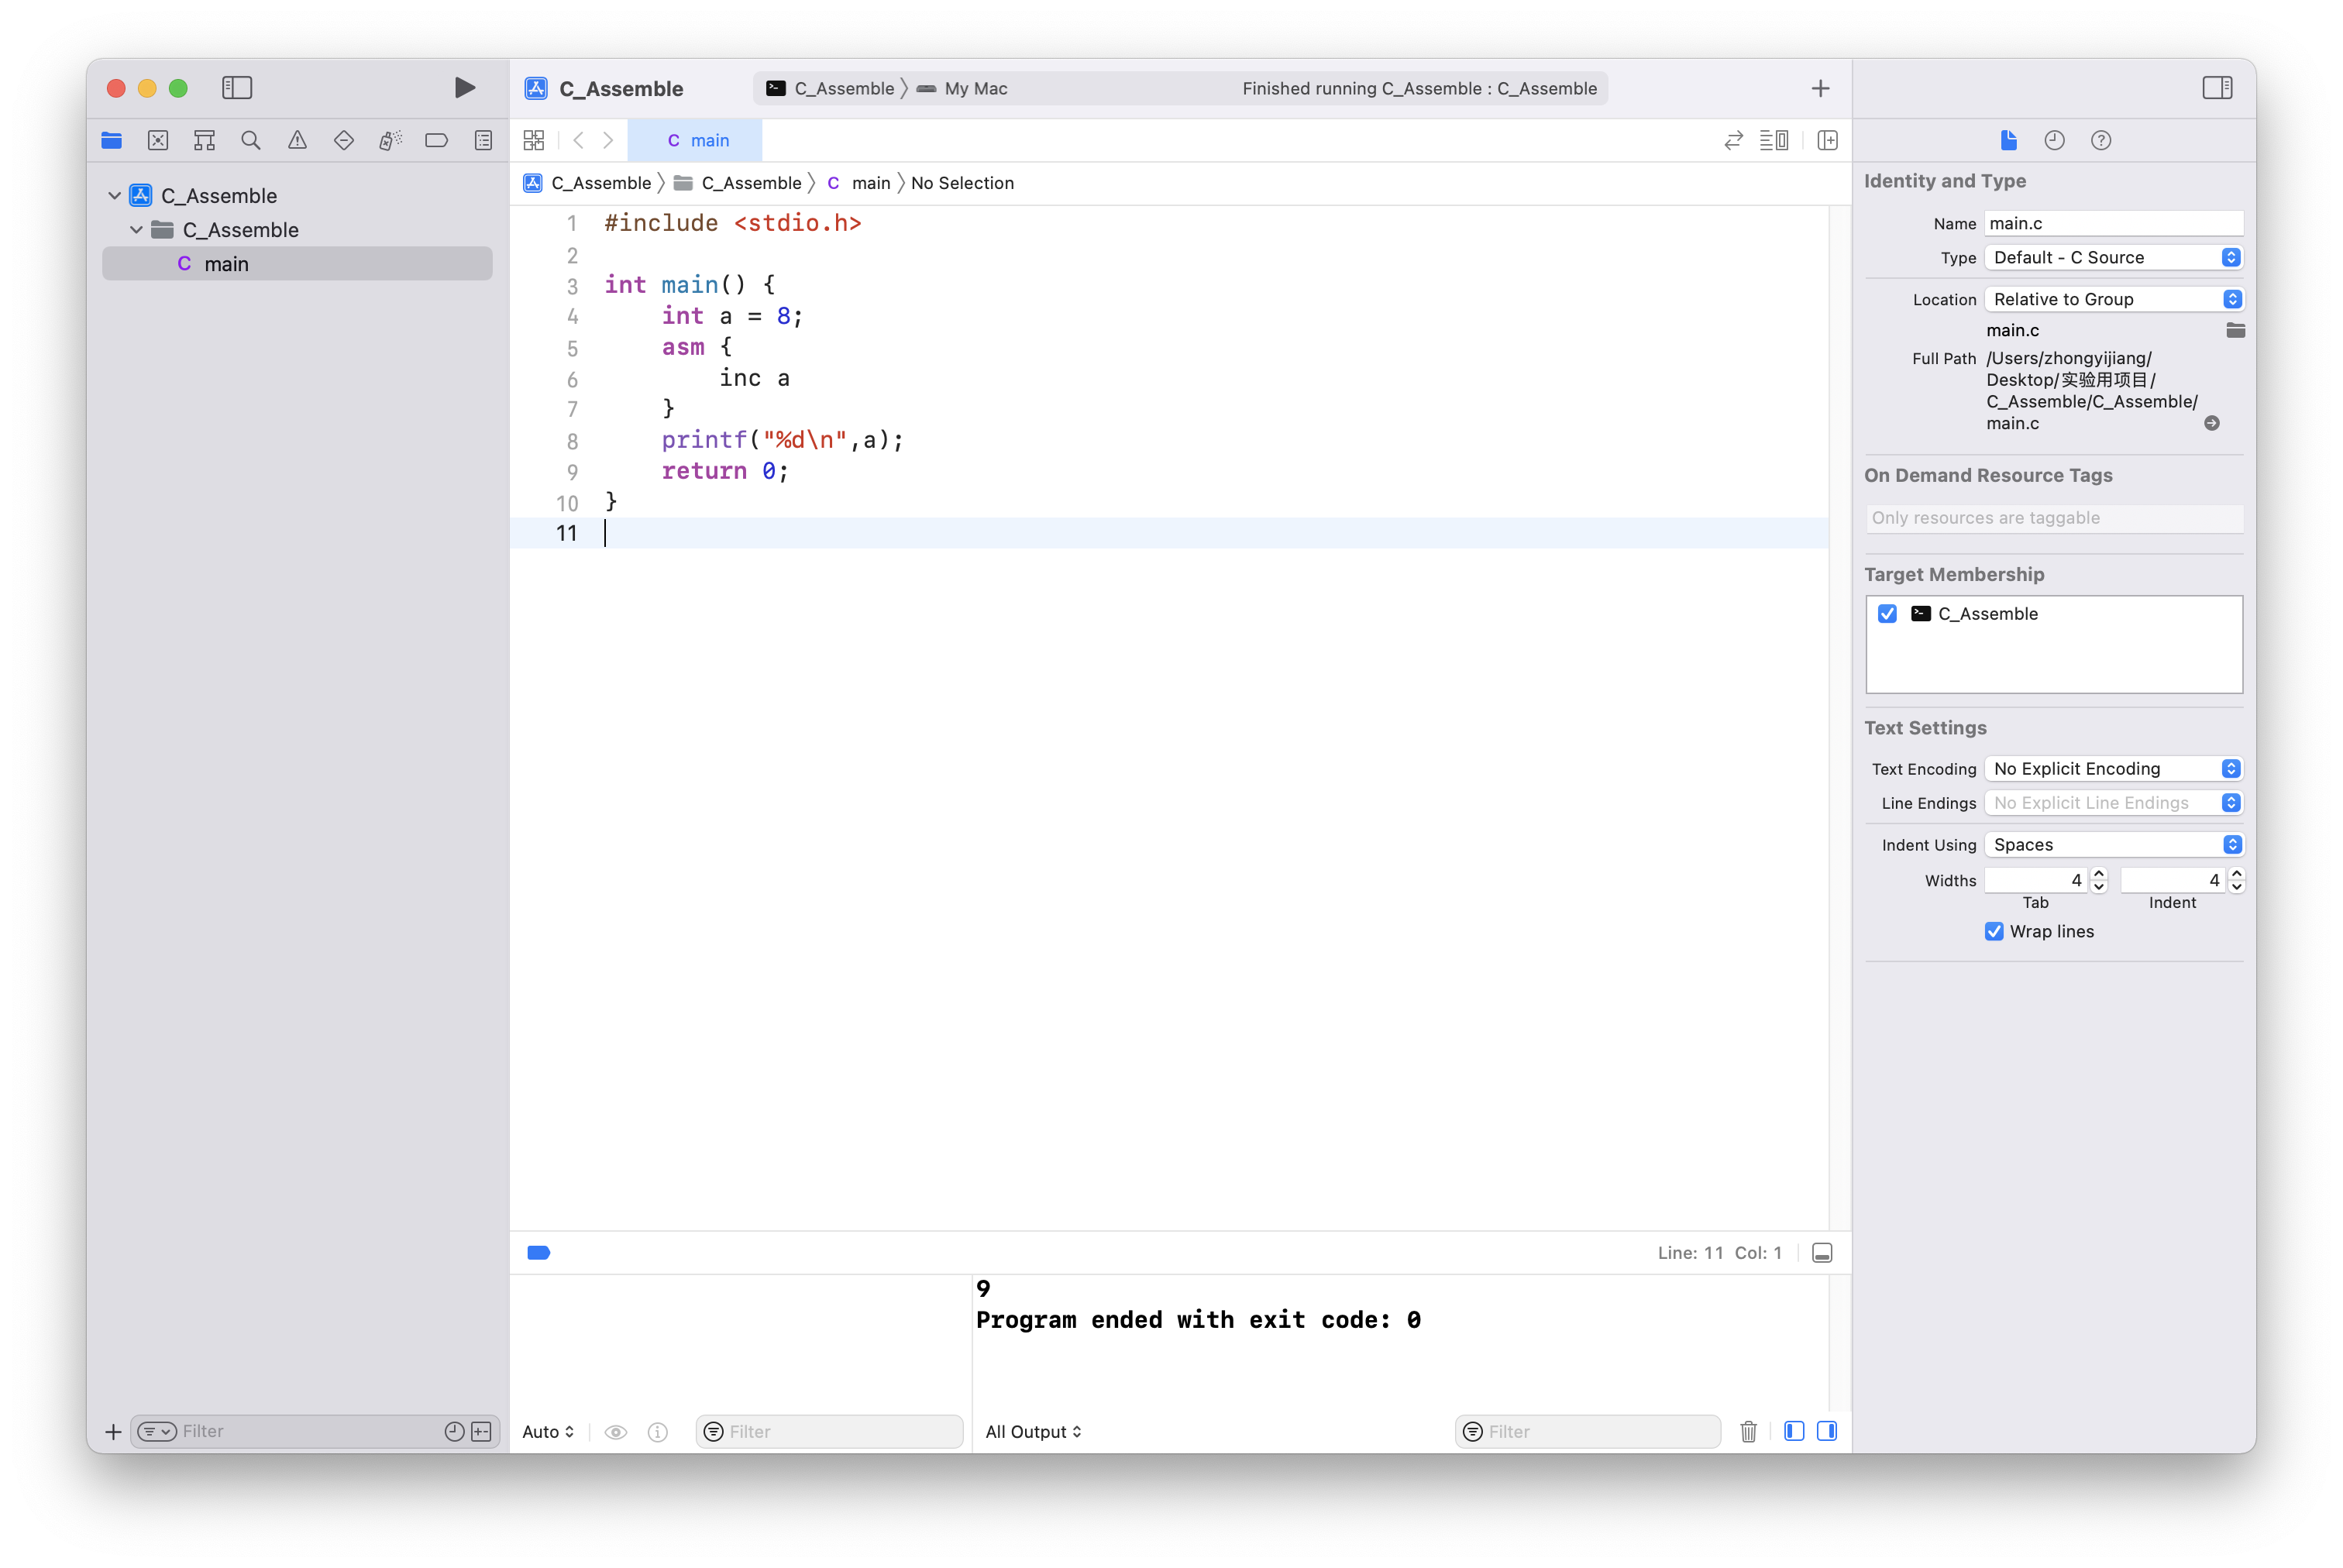 C_Assemble
C_Assemble
My Mac
Finished running C_Assemble : C_Assemble
C_Assemble
C_Assemble
C main
C main
C_Assemble
C_Assemble
C main
No Selection
1 #include <stdio.h>
2
3 int main() {
4     int a = 8;
5     asm {
6         inc a
7     }
8     printf("%d\n",a);
9     return 0;
10 }
11
Line: 11 Col: 1
9
Program ended with exit code: 0
Filter
Auto
Filter
All Output
Filter
Identity and Type
Name main.c
Type Default - C Source
Location Relative to Group
main.c
Full Path /Users/zhongyijiang/
Desktop/实验用项目/
C_Assemble/C_Assemble/
main.c
On Demand Resource Tags
Only resources are taggable
Target Membership
C_Assemble
Text Settings
Text Encoding No Explicit Encoding
Line Endings No Explicit Line Endings
Indent Using Spaces
Widths 4 4
Tab Indent
Wrap lines